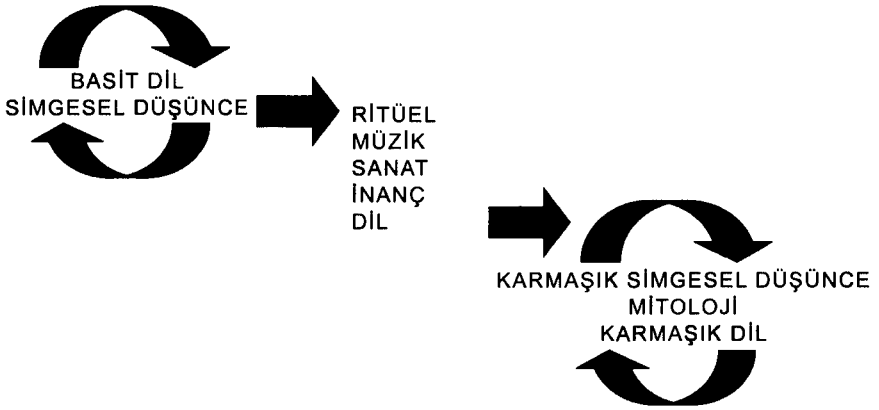 BASİT DİL
SİMGESEL DÜŞÜNCE
RİTÜEL
MÜZİK
SANAT
İNANÇ
DİL
KARMAŞIK SİMGESEL DÜŞÜNCE
MİTOLOJİ
KARMAŞIK DİL